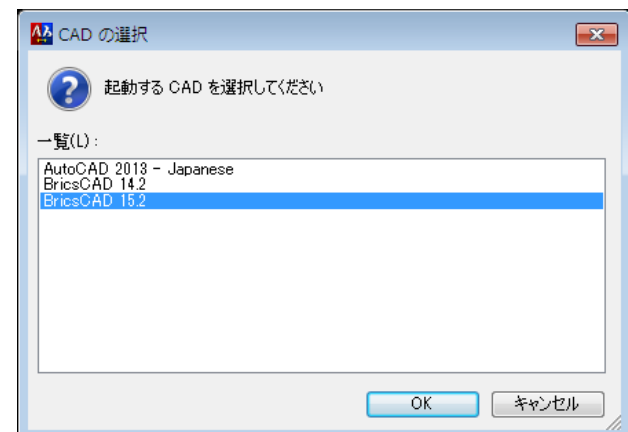 CAD の選択
起動する CAD を選択してください
一覧(L) :
AutoCAD 2013 - Japanese
BricsCAD 14.2
BricsCAD 15.2
OK
キャンセル